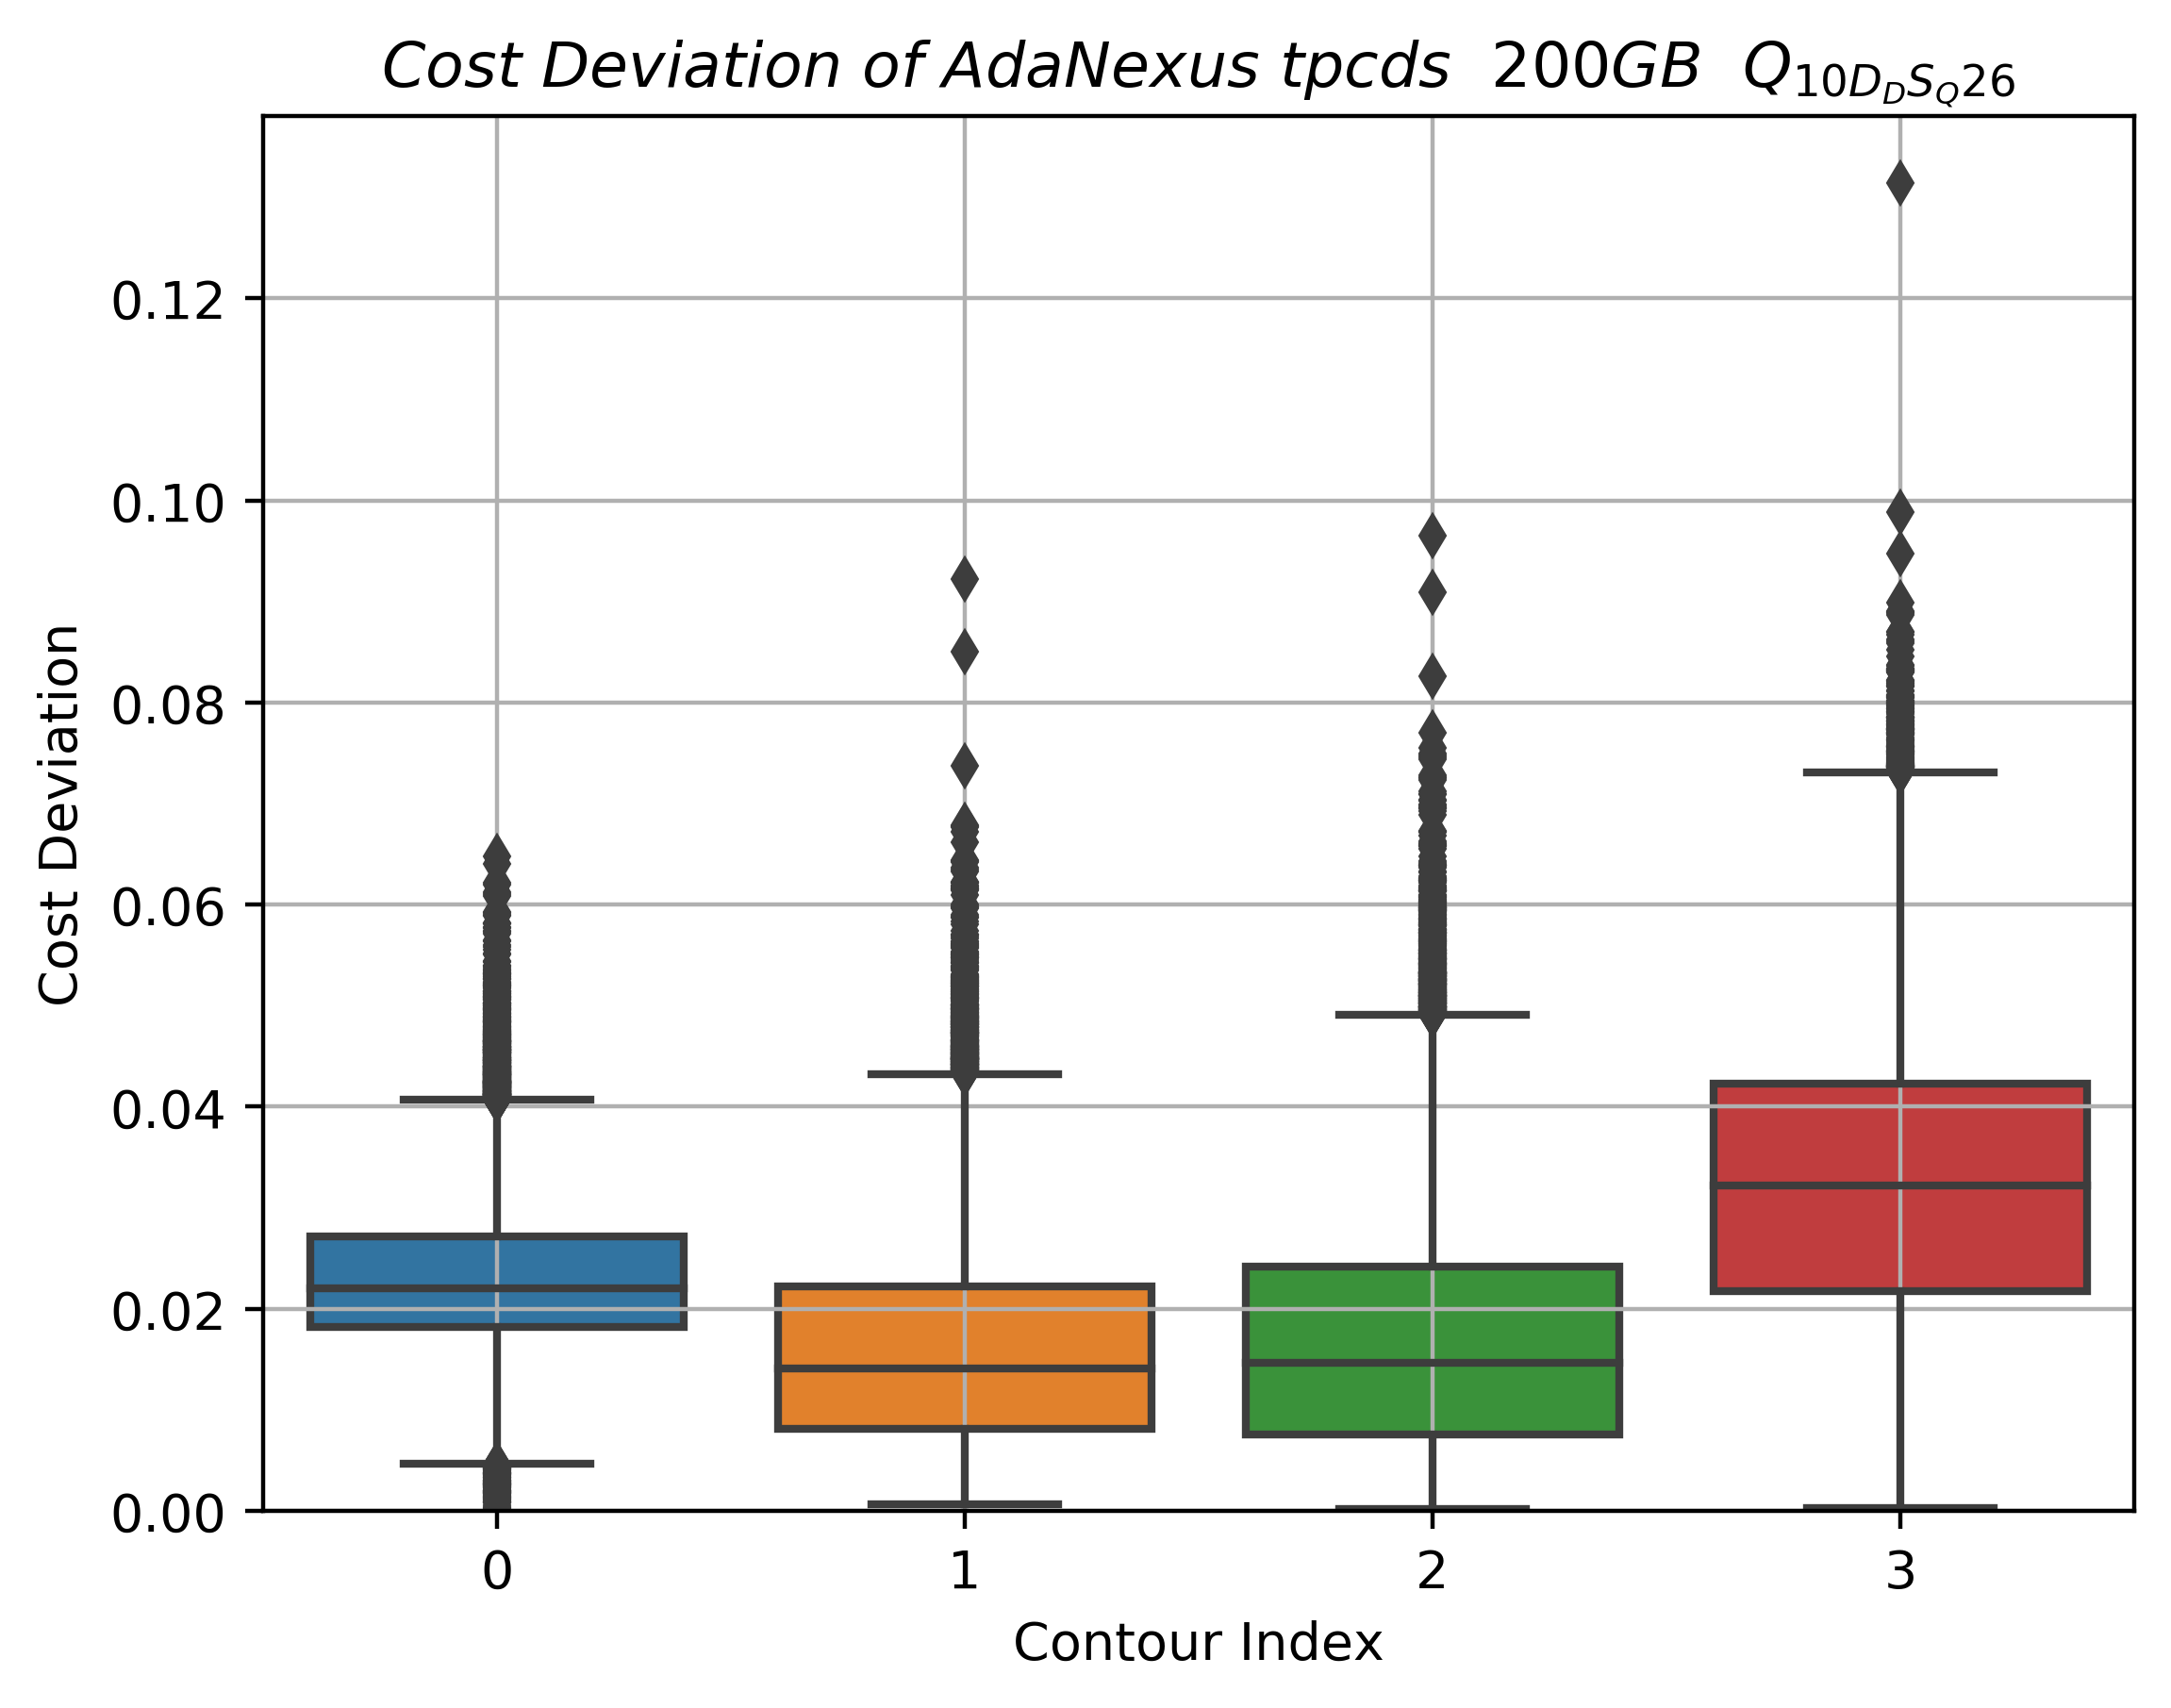 Cost Deviation of AdaNexus tpcds 200GB Q10D_DS_Q26
0.12
0.10
0.08
0.06
0.04
0.02
0.00
Cost Deviation
0 1 2 3
Contour Index